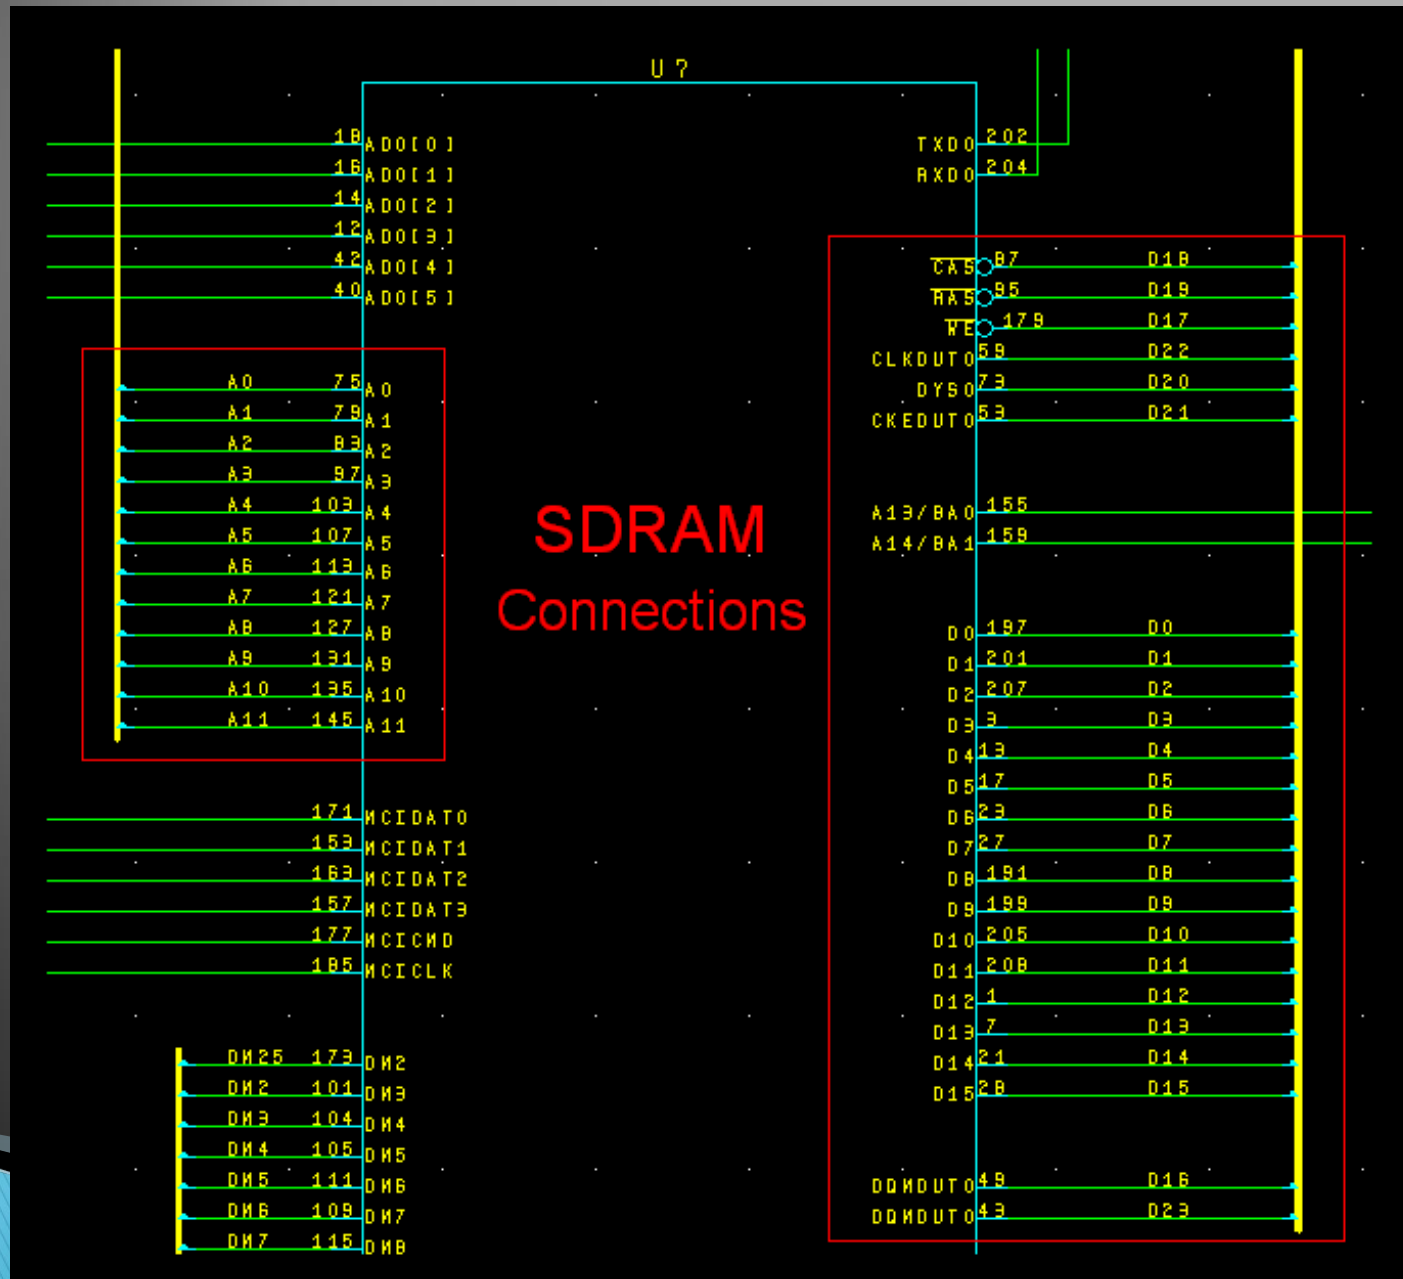 U?
18 AD0[0]
16 AD0[1]
14 AD0[2]
12 AD0[3]
42 AD0[4]
40 AD0[5]
A0 75 A0
A1 79 A1
A2 83 A2
A3 97 A3
A4 103 A4
A5 107 A5
A6 113 A6
A7 121 A7
A8 127 A8
A9 131 A9
A10 135 A10
A11 145 A11
171 MCIDAT0
153 MCIDAT1
163 MCIDAT2
157 MCIDAT3
177 MCICMD
185 MCICLK
DM25 173 DM2
DM2 101 DM3
DM3 104 DM4
DM4 105 DM5
DM5 111 DM6
DM6 109 DM7
DM7 115 DM8
SDRAM
Connections
TXD0 202
RXD0 204
CAS 87 D18
RAS 95 D19
WE 179 D17
CLKOUT0 59 D22
DYS0 73 D20
CKEOUT0 53 D21
A13/BA0 155
A14/BA1 159
D0 197 D0
D1 201 D1
D2 207 D2
D3 3 D3
D4 13 D4
D5 17 D5
D6 23 D6
D7 27 D7
D8 191 D8
D9 199 D9
D10 205 D10
D11 208 D11
D12 1 D12
D13 7 D13
D14 21 D14
D15 28 D15
DQMOUT0 49 D16
DQMOUT0 43 D23